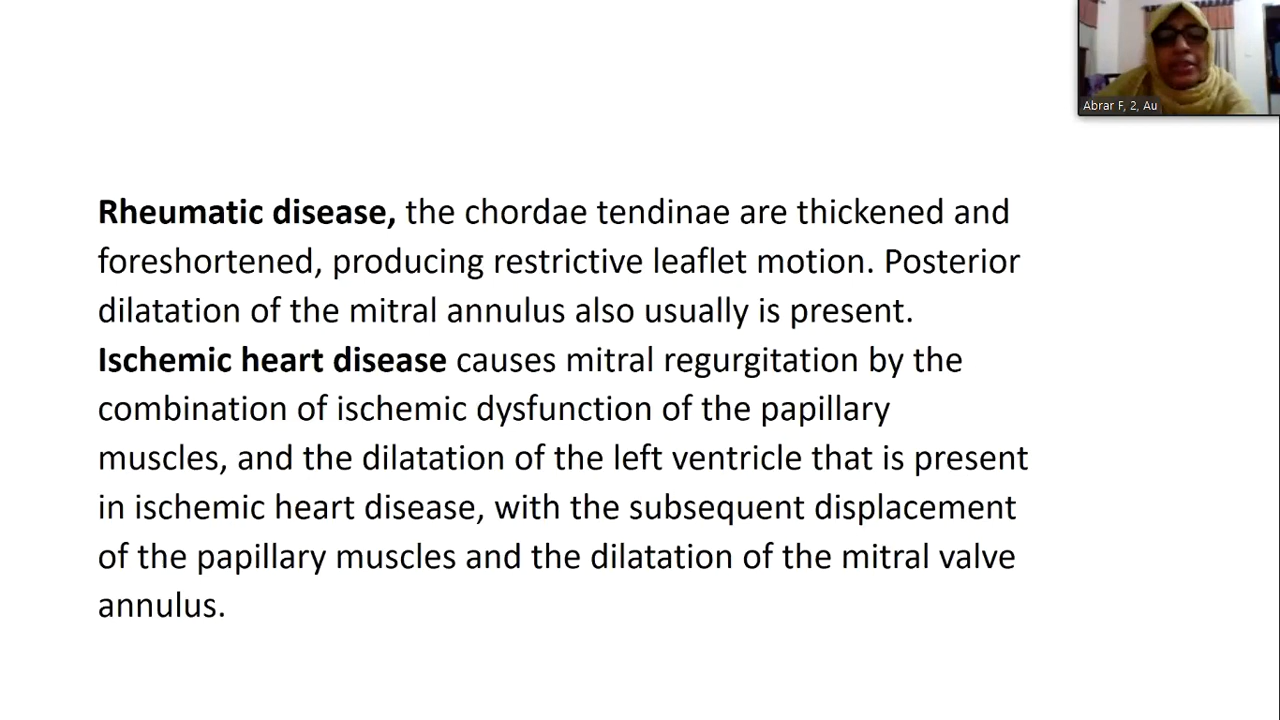 Abrar F, 2, Au
Rheumatic disease, the chordae tendinae are thickened and
foreshortened, producing restrictive leaflet motion. Posterior
dilatation of the mitral annulus also usually is present.
Ischemic heart disease causes mitral regurgitation by the
combination of ischemic dysfunction of the papillary
muscles, and the dilatation of the left ventricle that is present
in ischemic heart disease, with the subsequent displacement
of the papillary muscles and the dilatation of the mitral valve
annulus.